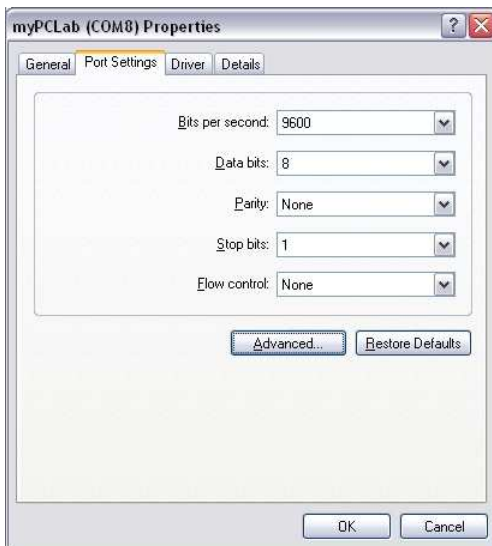 myPCLab (COM8) Properties
General Port Settings Driver Details
Bits per second: 9600
Data bits: 8
Parity: None
Stop bits: 1
Flow control: None
Advanced... Restore Defaults
OK Cancel